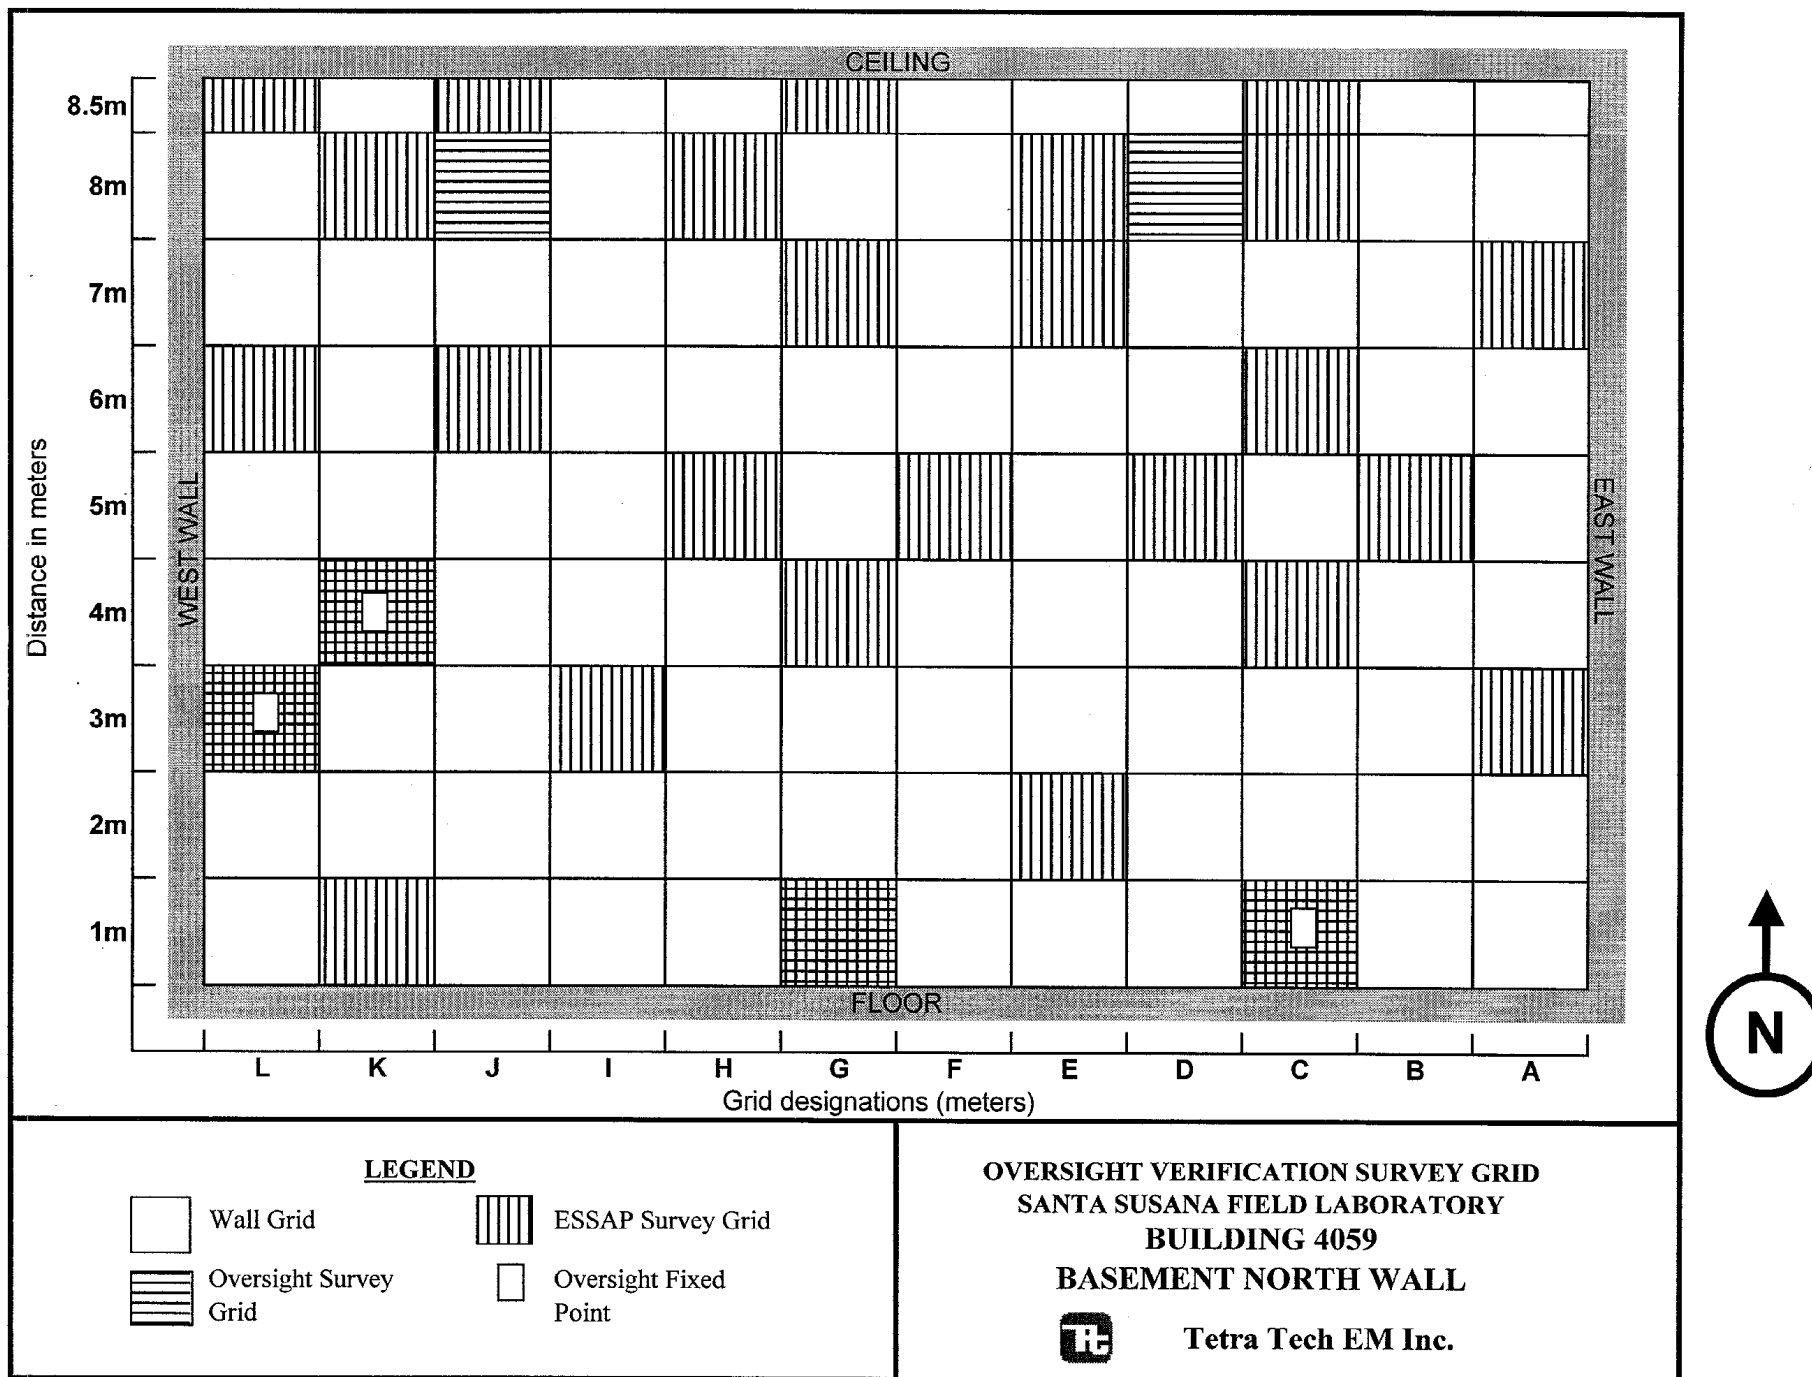 CEILING
8.5m
8m
7m
6m
5m
4m
3m
2m
1m
Distance in meters
WEST WALL
EAST WALL
FLOOR
L K J I H G F E D C B A
Grid designations (meters)
N
LEGEND
Wall Grid
ESSAP Survey Grid
Oversight Survey
Grid
Oversight Fixed
Point
OVERSIGHT VERIFICATION SURVEY GRID
SANTA SUSANA FIELD LABORATORY
BUILDING 4059
BASEMENT NORTH WALL
Tt
Tetra Tech EM Inc.